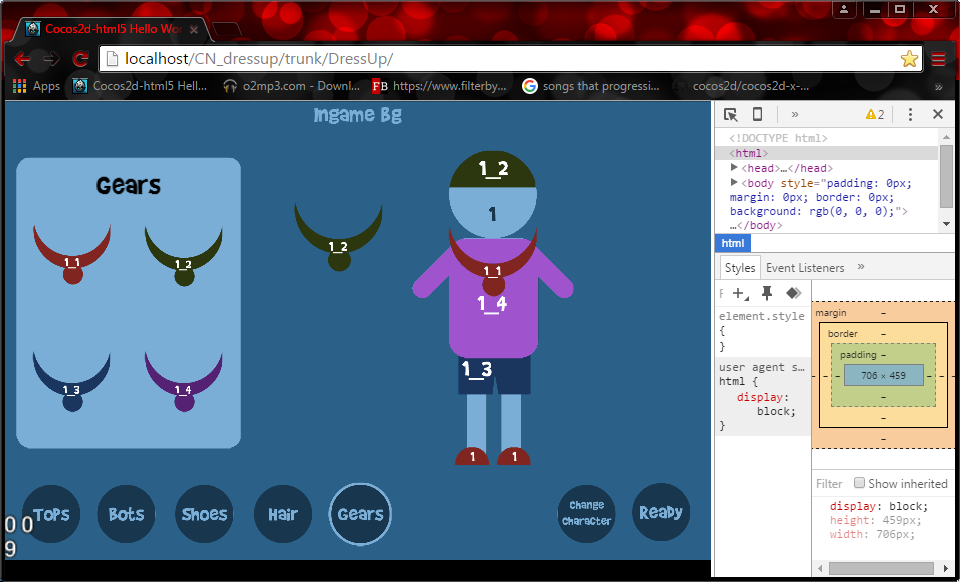 Cocos2d-html5 Hello Wor
localhost/CN_dressup/trunk/DressUp/
Apps Cocos2d-html5 Hell... o2mp3.com - Down... FB https://www.filterby... songs that progressi... cocos2d/cocos2d-x-... »
Ingame Bg
Gears
1_1
1_2
1_3
1_4
1_2
1_2
1
1_1
1_4
1_3
1
1
Tops
Bots
Shoes
Hair
Gears
Change
Character
Ready
0 0
9
» 2
<!DOCTYPE html>
<html>
<head>…</head>
<body style="padding: 0px;
margin: 0px; border: 0px;
background: rgb(0, 0, 0);">
…</body>
html
Styles Event Listeners »
element.style
{
}
user agent s…
html {
display:
block;
}
margin –
border –
padding –
– – – 706 × 459 – – –
–
–
–
Filter Show inherited
display: block;
height: 459px;
width: 706px;